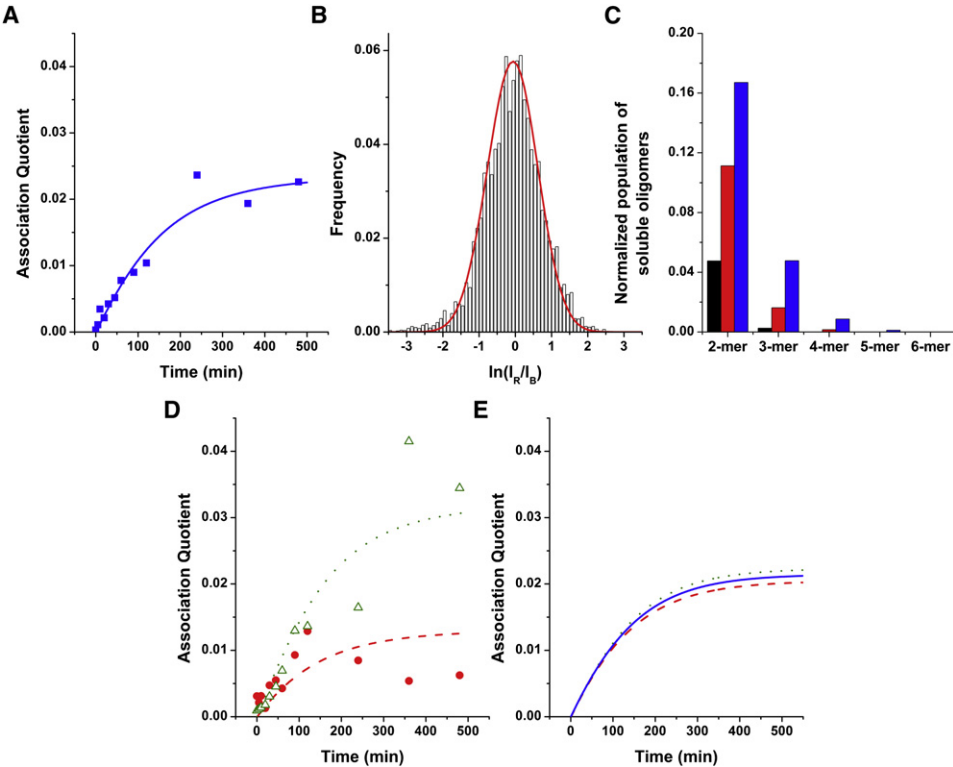 A
B
C
Association Quotient
0.04
0.03
0.02
0.01
0.00
0
100
200
300
400
500
Time (min)
Frequency
0.06
0.04
0.02
0.00
-3
-2
-1
0
1
2
3
ln(I_R/I_B)
Normalized population of
soluble oligomers
0.20
0.16
0.12
0.08
0.04
0.00
2-mer
3-mer
4-mer
5-mer
6-mer
D
E
Association Quotient
0.04
0.03
0.02
0.01
0.00
0
100
200
300
400
500
Time (min)
Association Quotient
0.04
0.03
0.02
0.01
0.00
0
100
200
300
400
500
Time (min)